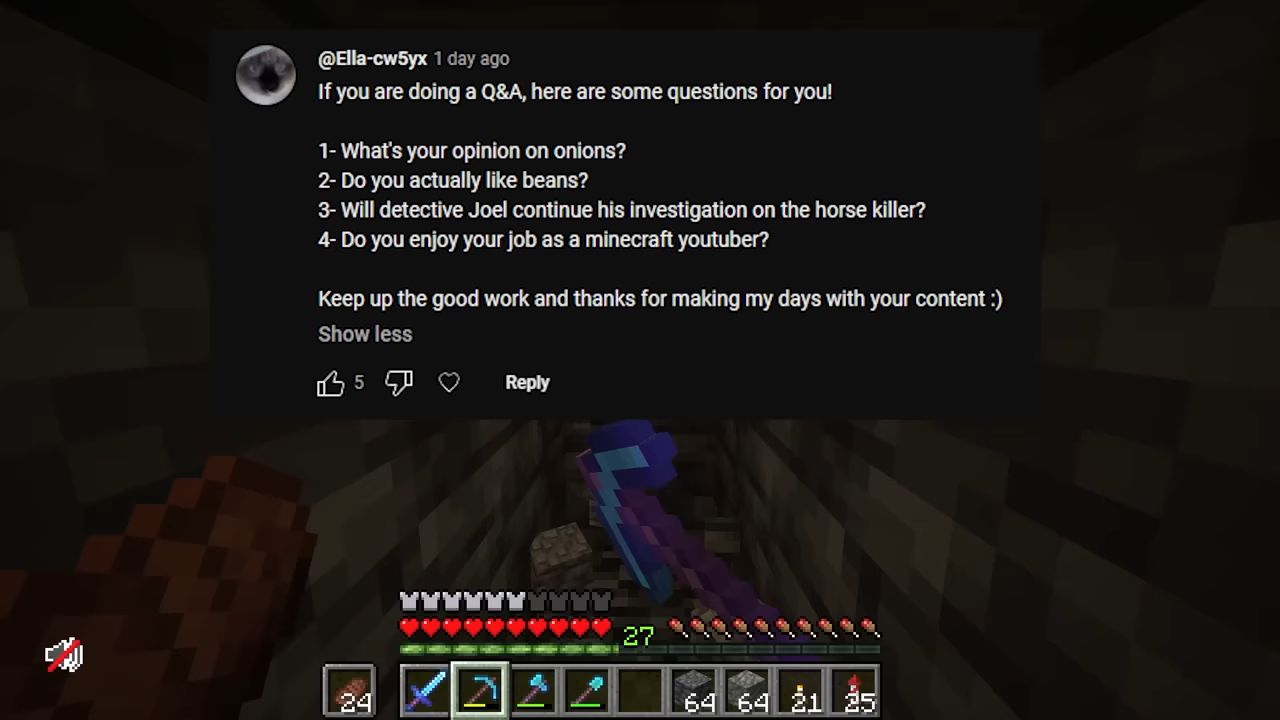 @Ella-cw5yx 1 day ago
If you are doing a Q&A, here are some questions for you!
1- What's your opinion on onions?
2- Do you actually like beans?
3- Will detective Joel continue his investigation on the horse killer?
4- Do you enjoy your job as a minecraft youtuber?
Keep up the good work and thanks for making my days with your content :)
Show less
5 Reply
27
24 64 64 21 25